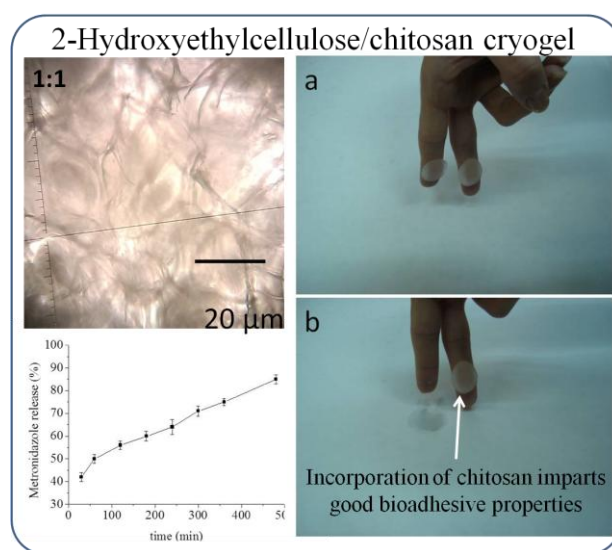 2-Hydroxyethylcellulose/chitosan cryogel
1:1
20 µm
a
b
Incorporation of chitosan imparts
good bioadhesive properties
Metronidazole release (%)
100
90
80
70
60
50
40
30
0 100 200 300 400 50
time (min)